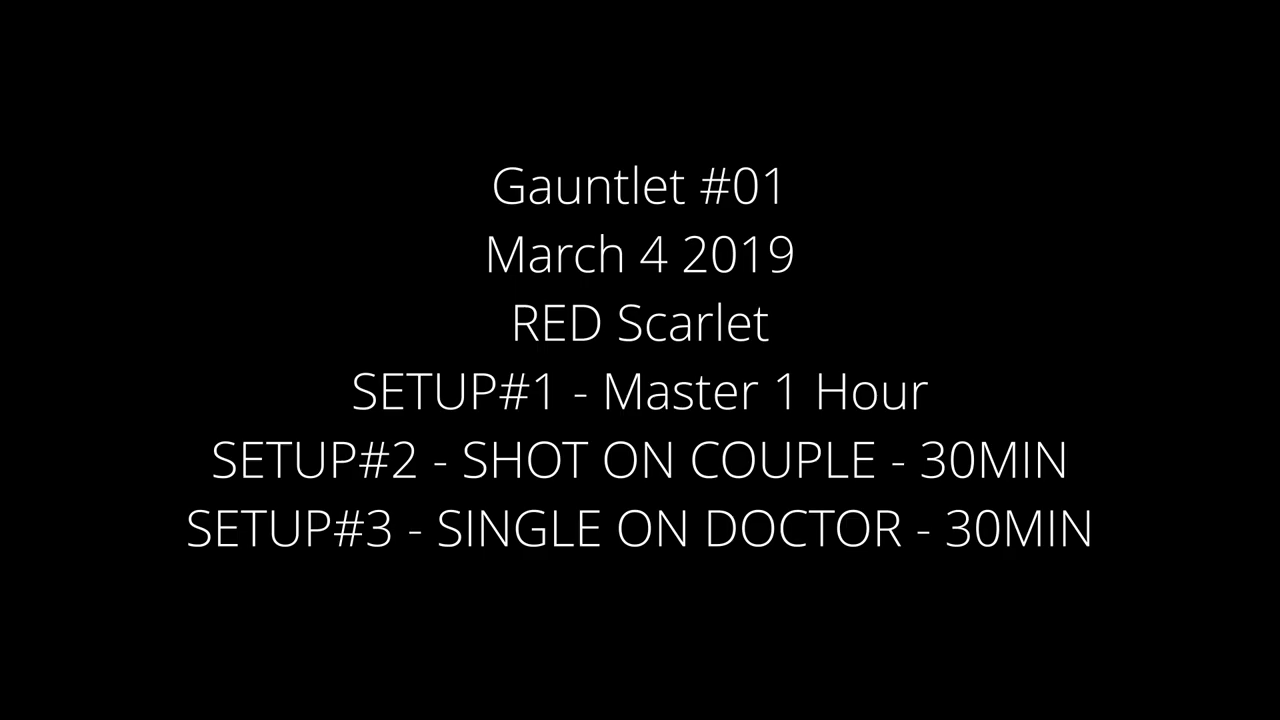 Gauntlet #01
March 4 2019
RED Scarlet
SETUP#1 - Master 1 Hour
SETUP#2 - SHOT ON COUPLE - 30MIN
SETUP#3 - SINGLE ON DOCTOR - 30MIN